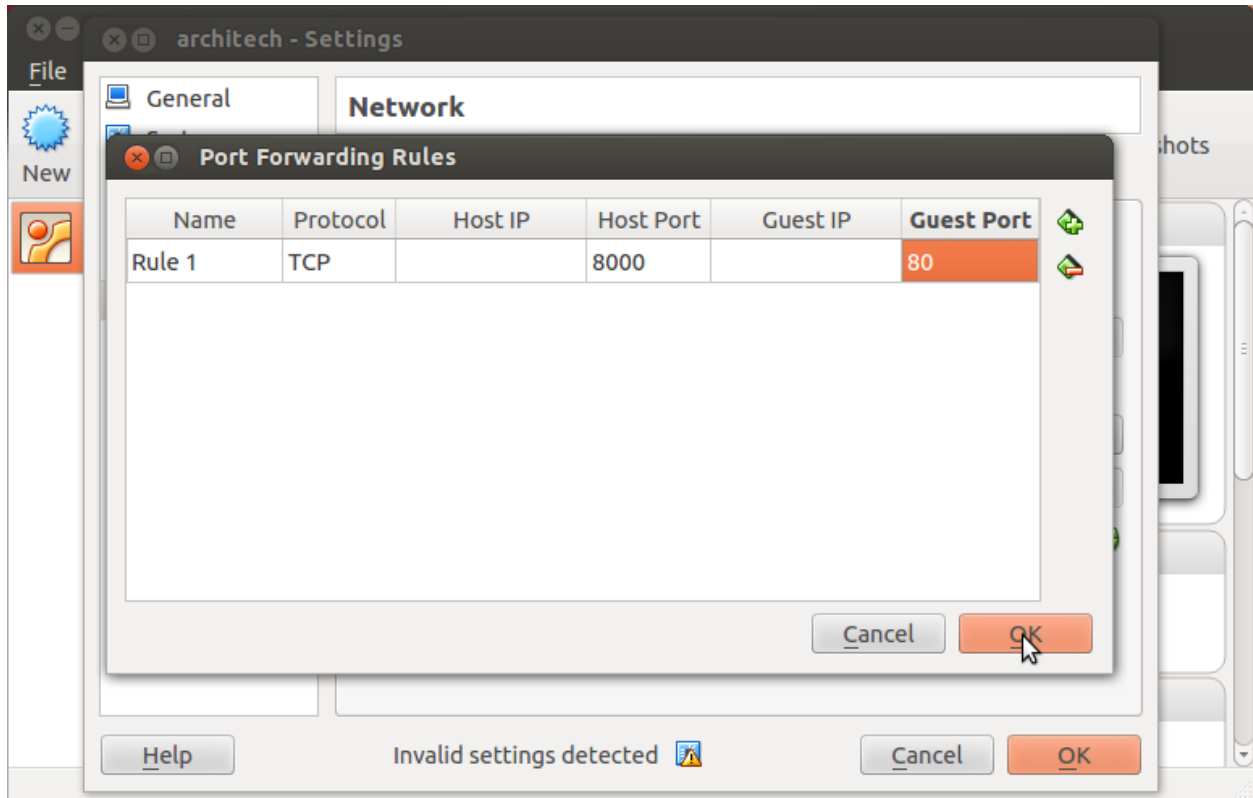 architech - Settings
File
General
Network
New
shots
Port Forwarding Rules
Name Protocol Host IP Host Port Guest IP Guest Port
Rule 1 TCP 8000 80
Cancel OK
Help Invalid settings detected Cancel OK